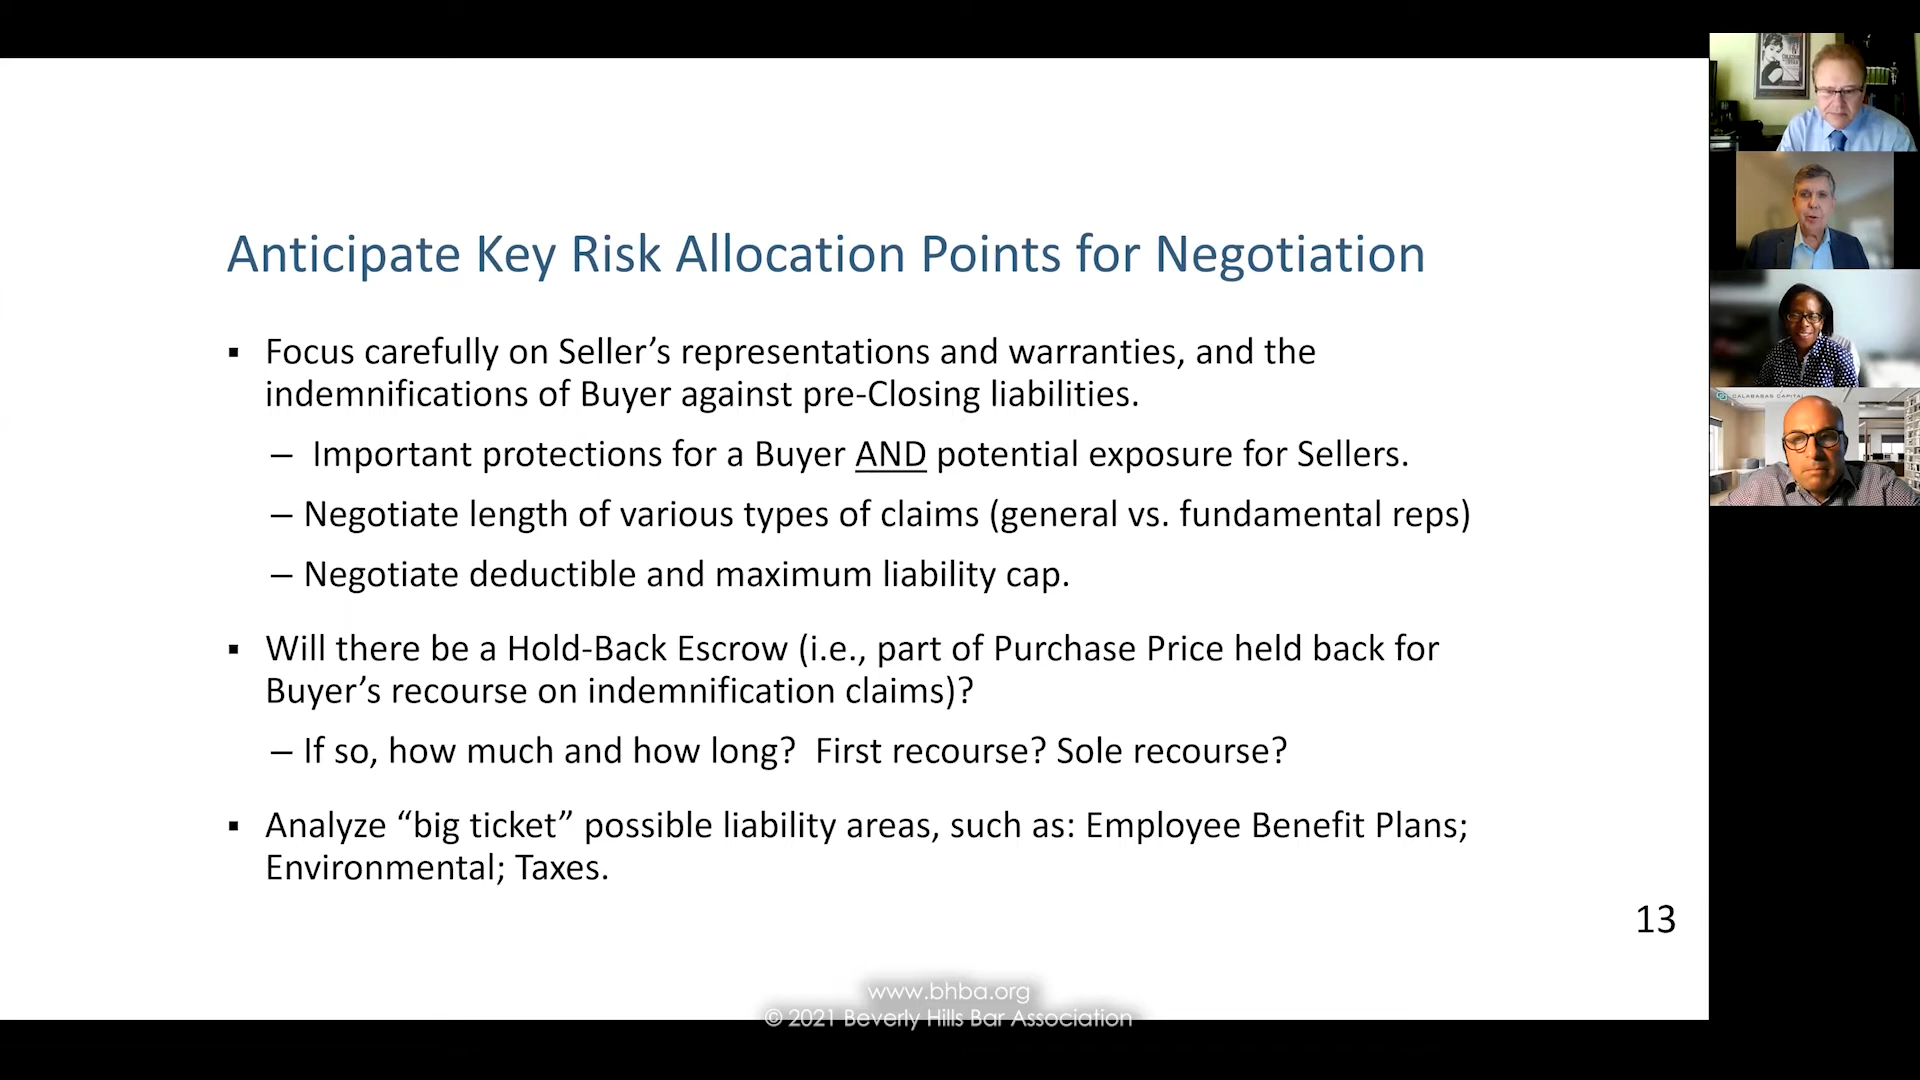 Anticipate Key Risk Allocation Points for Negotiation
▪ Focus carefully on Seller’s representations and warranties, and the
indemnifications of Buyer against pre-Closing liabilities.
– Important protections for a Buyer AND potential exposure for Sellers.
– Negotiate length of various types of claims (general vs. fundamental reps)
– Negotiate deductible and maximum liability cap.
▪ Will there be a Hold-Back Escrow (i.e., part of Purchase Price held back for
Buyer’s recourse on indemnification claims)?
– If so, how much and how long?  First recourse? Sole recourse?
▪ Analyze “big ticket” possible liability areas, such as: Employee Benefit Plans;
Environmental; Taxes.
13
www.bhba.org
© 2021 Beverly Hills Bar Association
CALABASAS CAPITAL